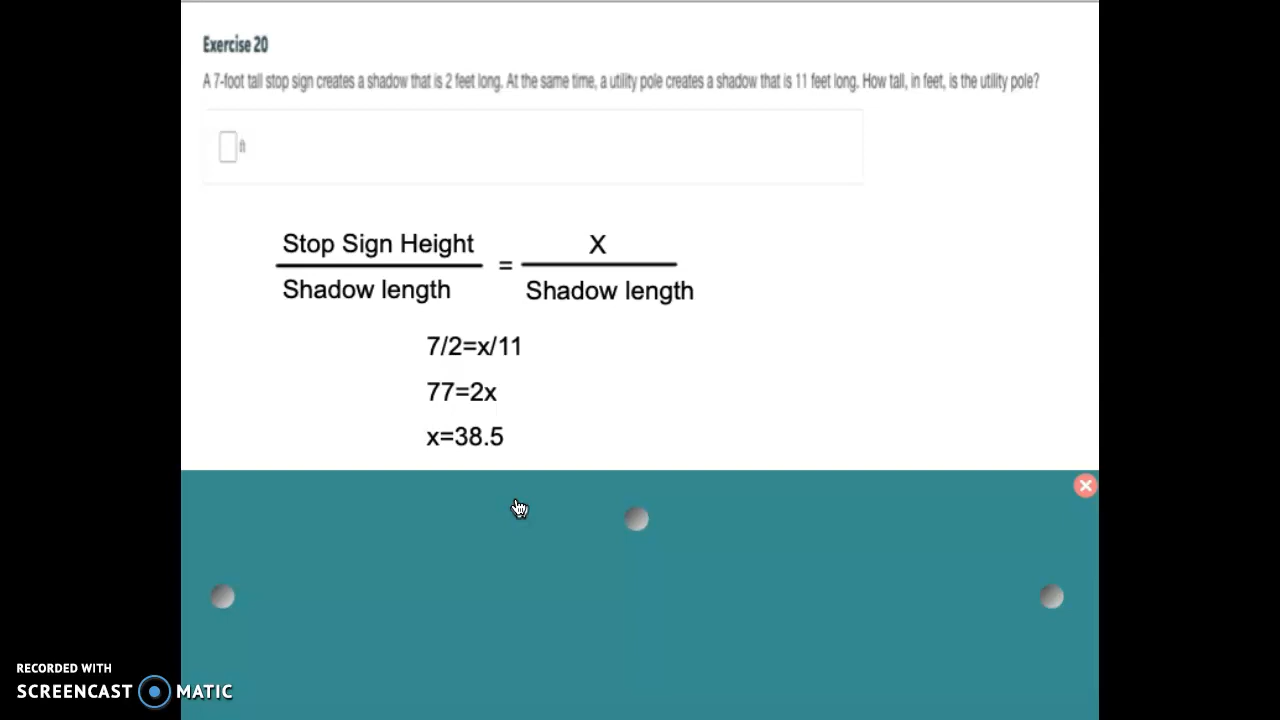 Exercise 20
A 7-foot tall stop sign creates a shadow that is 2 feet long. At the same time, a utility pole creates a shadow that is 11 feet long. How tall, in feet, is the utility pole?
ft
Stop Sign Height
Shadow length
=
X
Shadow length
7/2=x/11
77=2x
x=38.5
RECORDED WITH
SCREENCAST MATIC